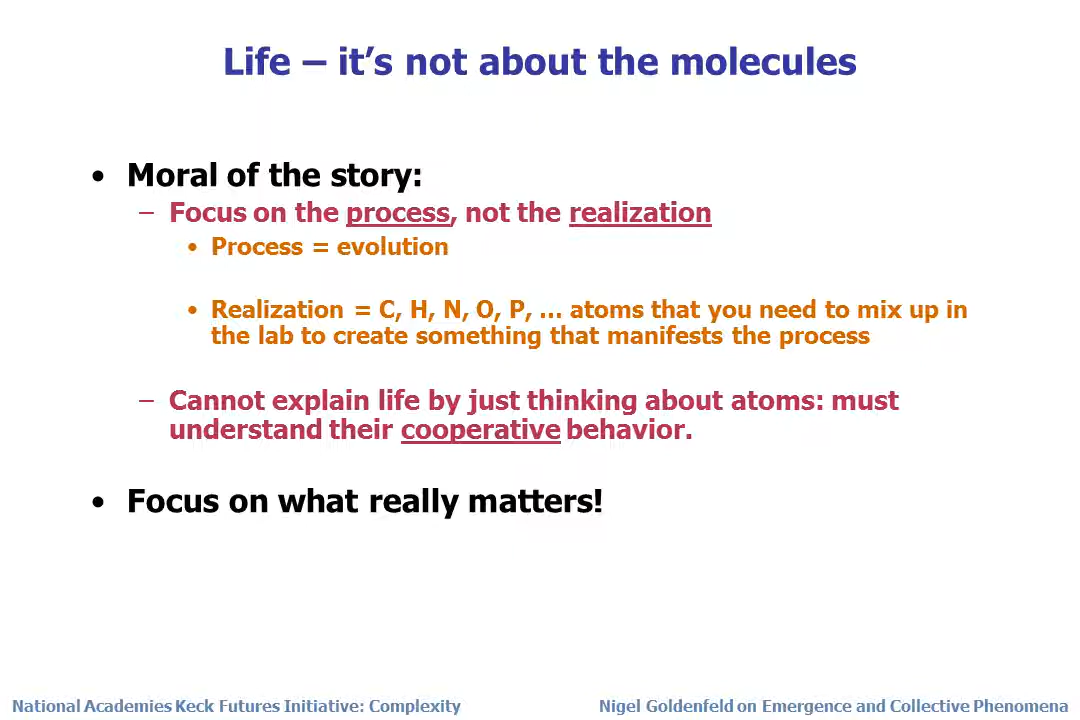 Life – it's not about the molecules
• Moral of the story:
– Focus on the process, not the realization
• Process = evolution
• Realization = C, H, N, O, P, … atoms that you need to mix up in
the lab to create something that manifests the process
– Cannot explain life by just thinking about atoms: must
understand their cooperative behavior.
• Focus on what really matters!
National Academies Keck Futures Initiative: Complexity
Nigel Goldenfeld on Emergence and Collective Phenomena